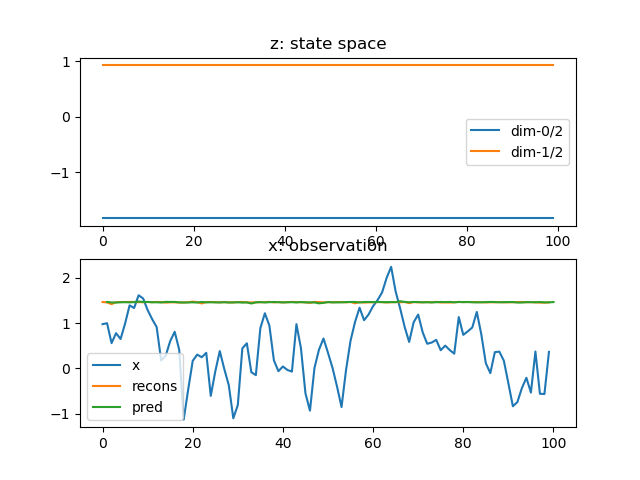 z: state space
1
0
−1
dim-0/2
dim-1/2
0 20 40 60 80 100
x: observation
2
1
0
−1
x
recons
pred
0 20 40 60 80 100